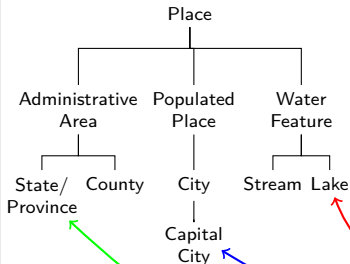 Place
Administrative Populated Water
Area Place Feature
State/ County City Stream Lake
Province
Capital
City